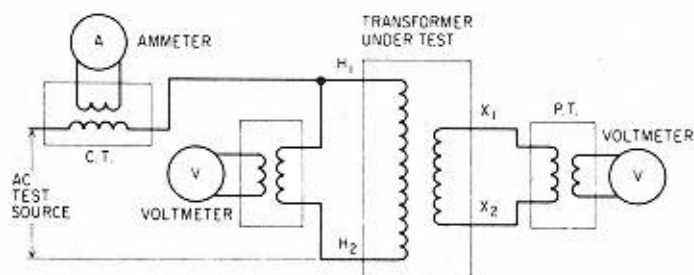 TRANSFORMER
UNDER TEST
A
AMMETER
H1
X1
P.T.
C.T.
VOLTMETER
V
V
AC
TEST
SOURCE
VOLTMETER
X2
H2